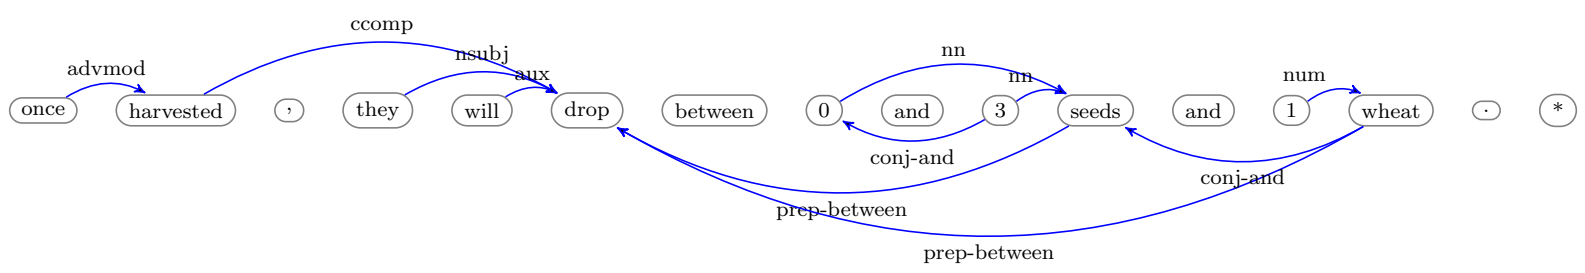 ccomp
nsubj
nn
advmod
aux
nn
num
once harvested , they will drop between 0 and 3 seeds and 1 wheat . *
conj-and
conj-and
prep-between
prep-between